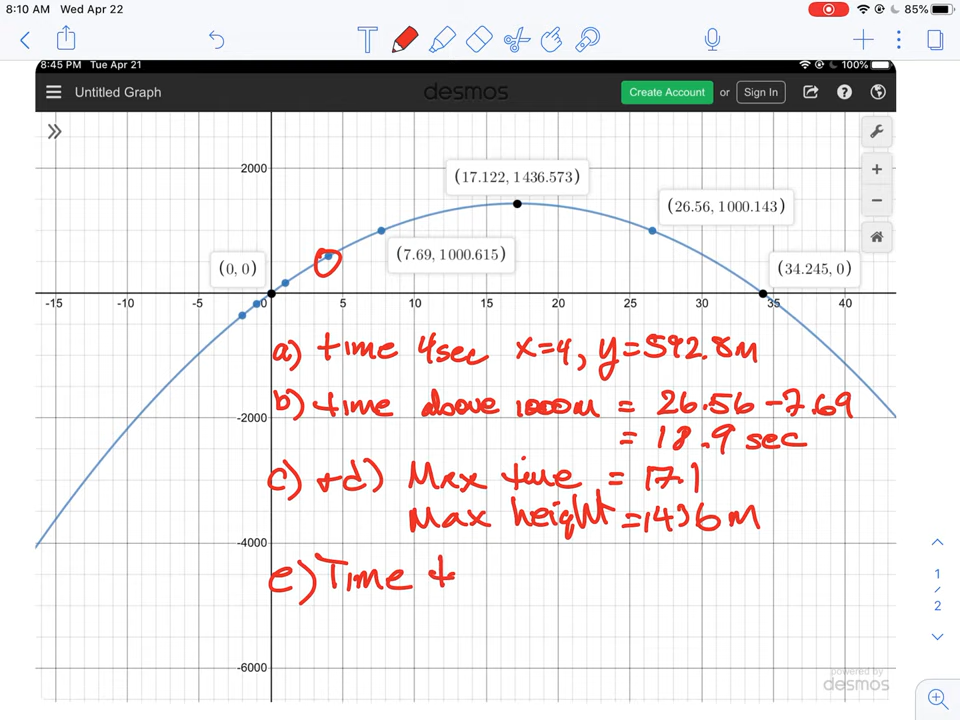 8:10 AM Wed Apr 22
85%
T
8:45 PM Tue Apr 21
100%
Untitled Graph
desmos
Create Account or Sign In
2000
(17.122, 1436.573)
(26.56, 1000.143)
(7.69, 1000.615)
(0, 0)
(34.245, 0)
-15 -10 -5 0 5 10 15 20 25 30 35 40
a) time 4sec x=4, y=592.8M
b) time above 1000M = 26.56-7.69
-2000
= 18.9 sec
c) +d) Max time = 17.1
Max height = 1436M
-4000
e) Time t
1
/
2
-6000
powered by
desmos